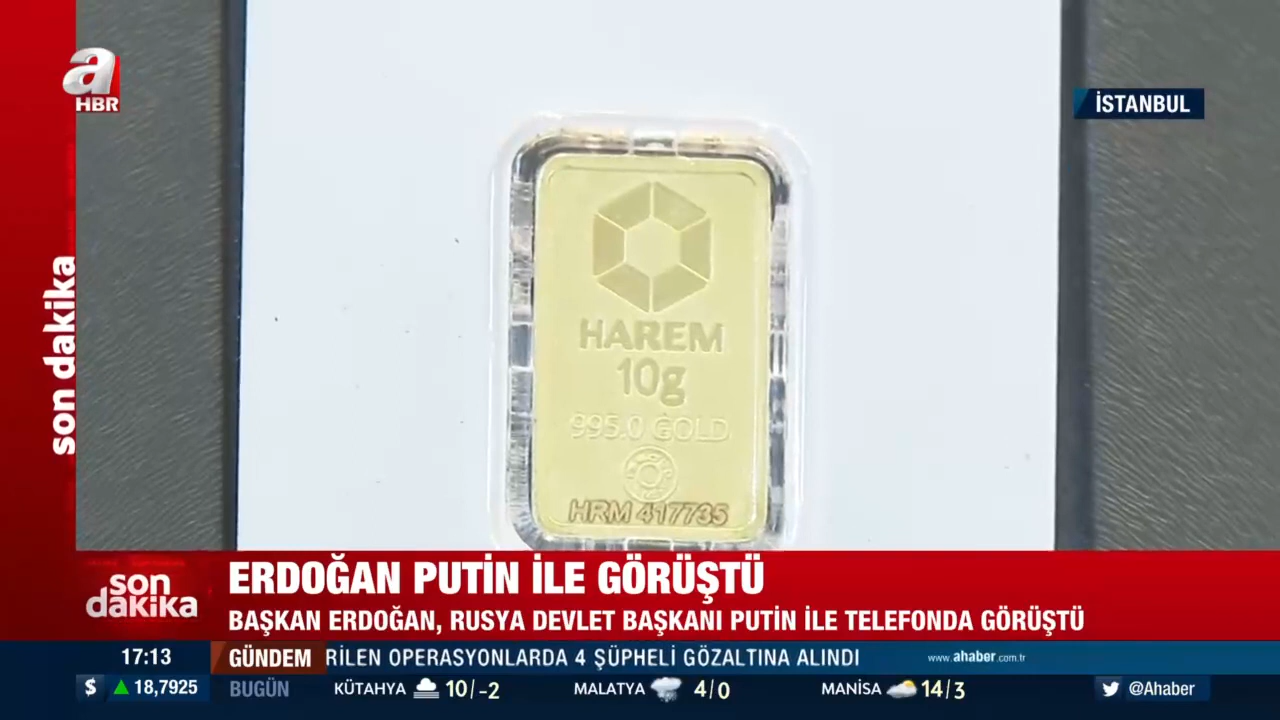 a
HBR
İSTANBUL
son dakika
HAREM
10g
995.0 GOLD
HRM 417735
son
dakika
ERDOĞAN PUTİN İLE GÖRÜŞTÜ
BAŞKAN ERDOĞAN, RUSYA DEVLET BAŞKANI PUTİN İLE TELEFONDA GÖRÜŞTÜ
17:13 GÜNDEM RİLEN OPERASYONLARDA 4 ŞÜPHELİ GÖZALTINA ALINDI www.ahaber.com.tr
$ 18,7925 BUGÜN KÜTAHYA 10/-2 MALATYA 4/0 MANİSA 14/3 @Ahaber